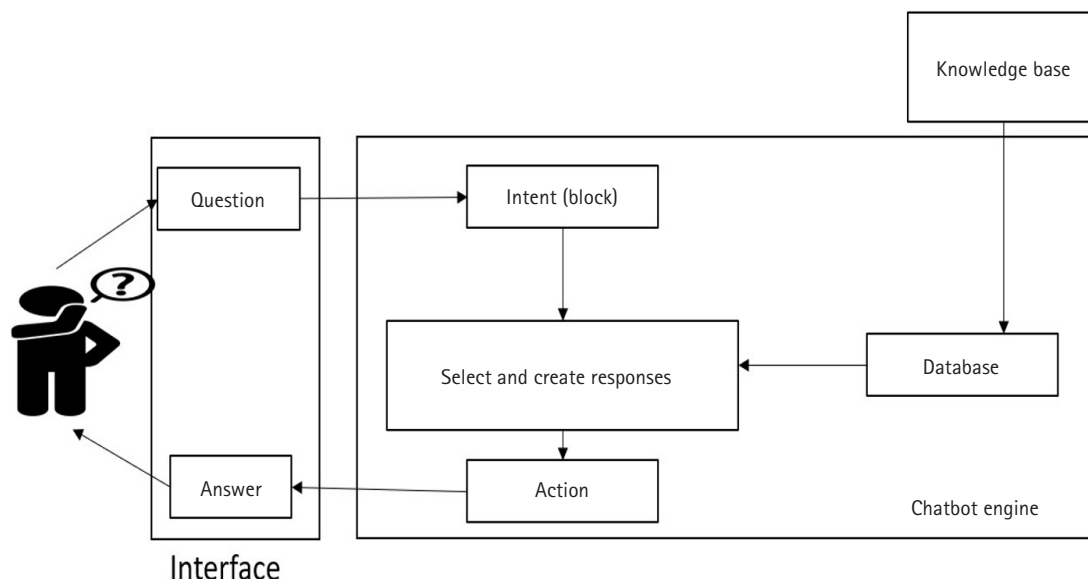 Knowledge base
Question
Intent (block)
?
Select and create responses
Database
Answer
Action
Chatbot engine
Interface